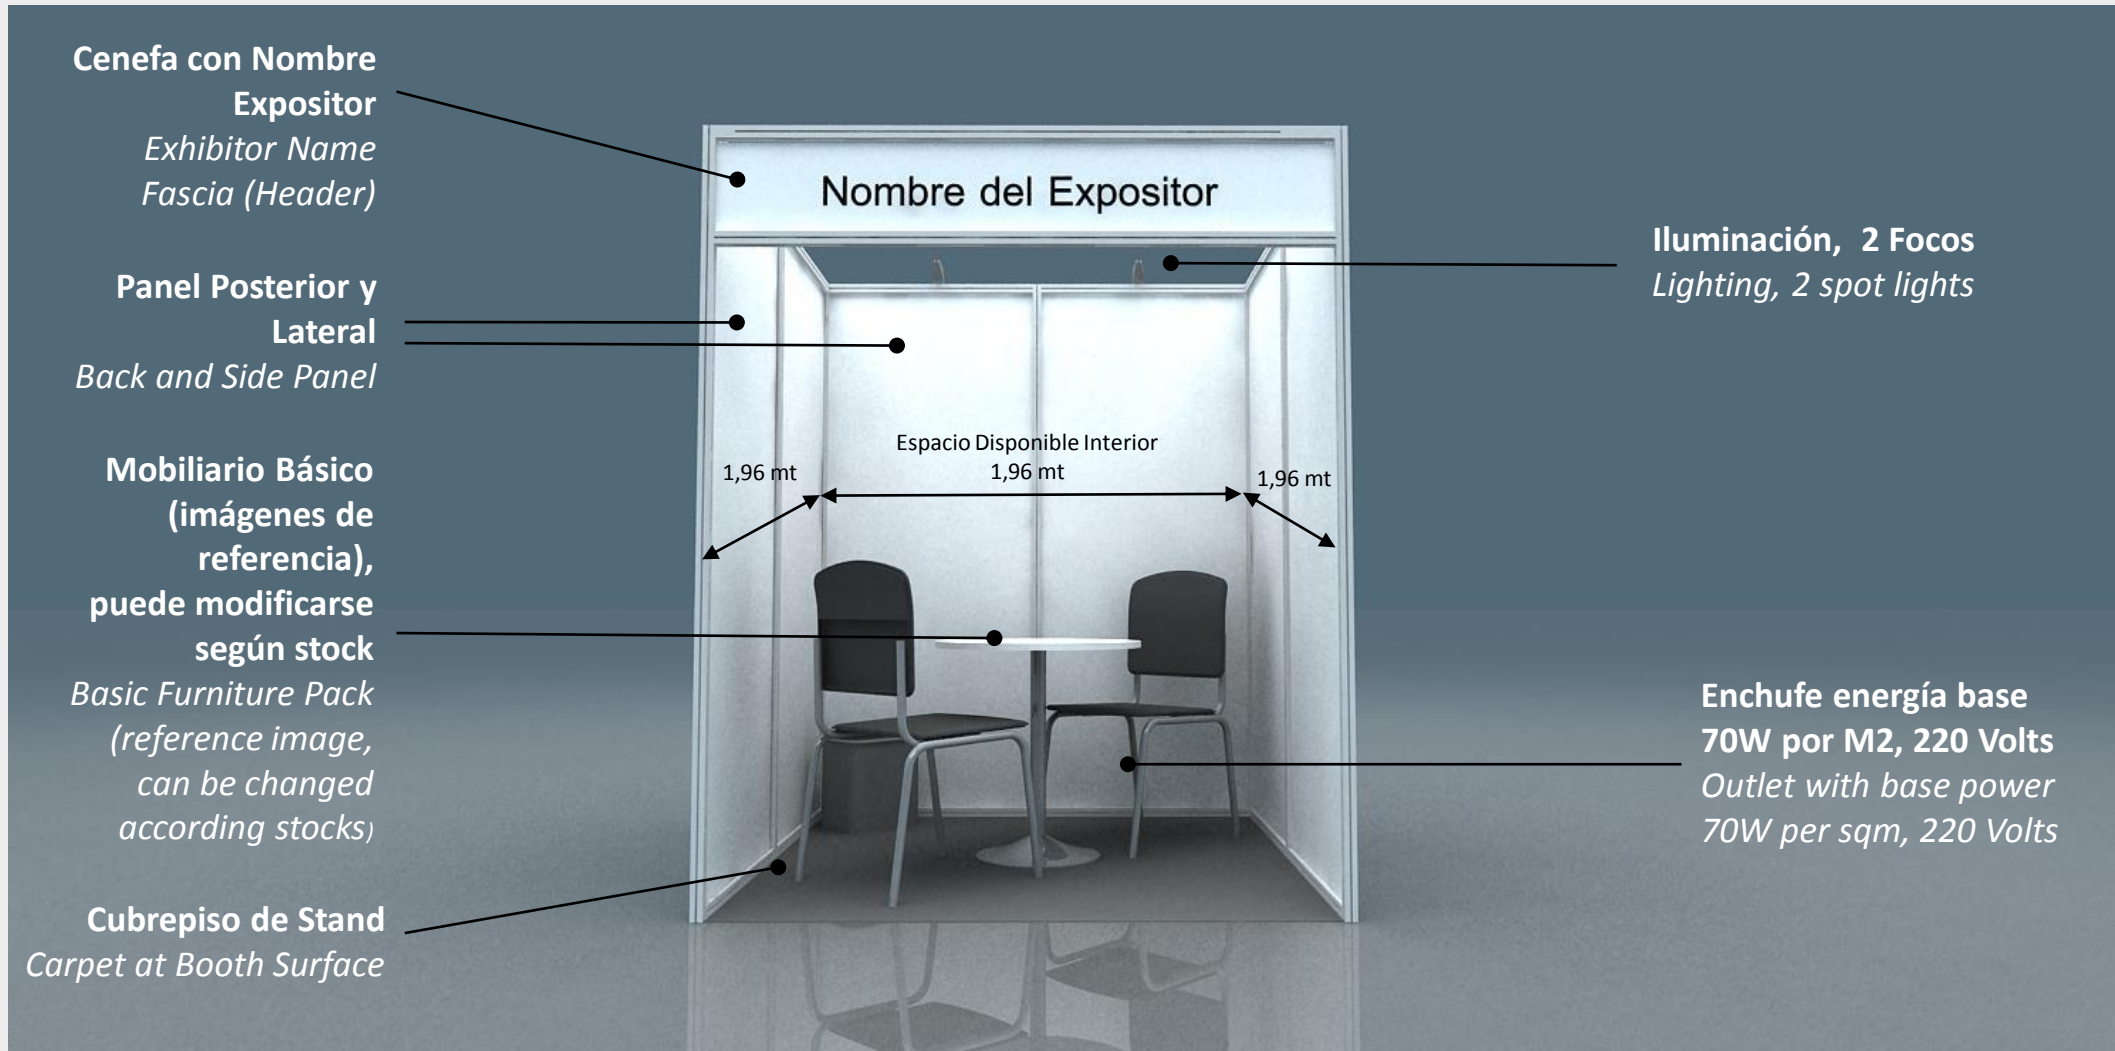 Cenefa con Nombre
Expositor
Exhibitor Name
Fascia (Header)
Panel Posterior y
Lateral
Back and Side Panel
Mobiliario Básico
(imágenes de
referencia),
puede modificarse
según stock
Basic Furniture Pack
(reference image,
can be changed
according stocks)
Cubrepiso de Stand
Carpet at Booth Surface
Nombre del Expositor
Espacio Disponible Interior
1,96 mt
1,96 mt
1,96 mt
Iluminación, 2 Focos
Lighting, 2 spot lights
Enchufe energía base
70W por M2, 220 Volts
Outlet with base power
70W per sqm, 220 Volts